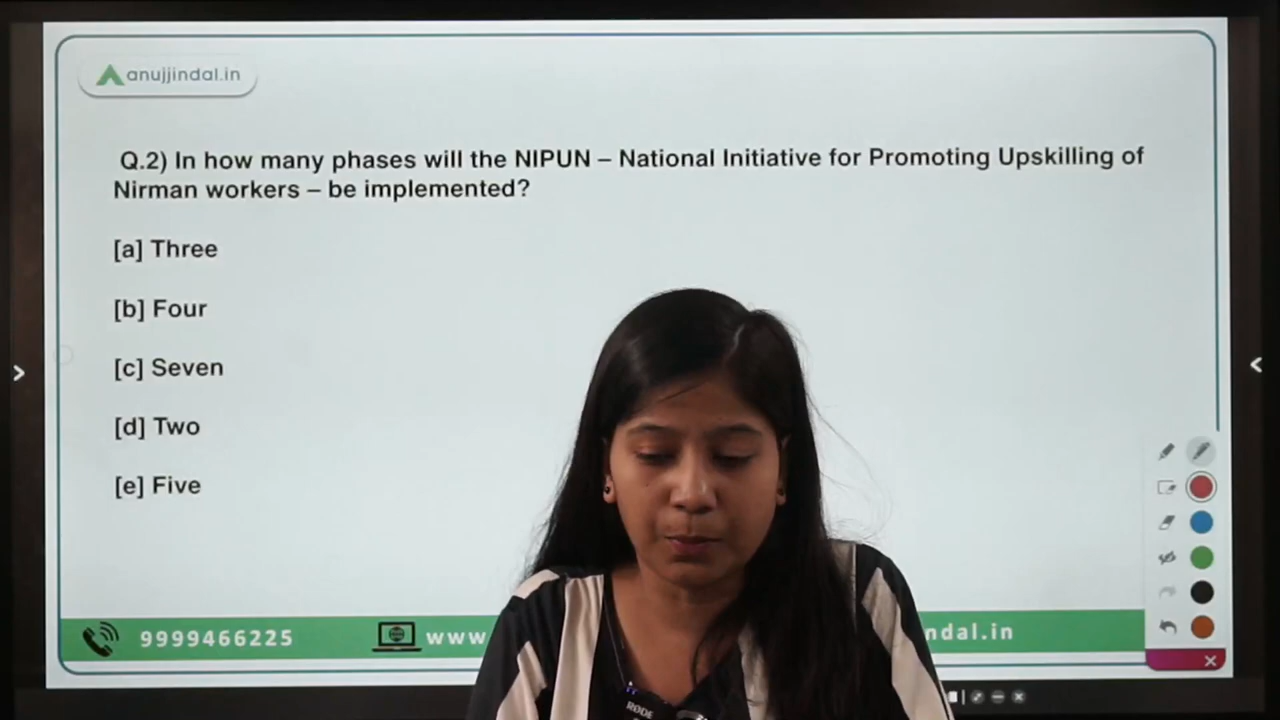 anujjindal.in
Q.2) In how many phases will the NIPUN – National Initiative for Promoting Upskilling of
Nirman workers – be implemented?
[a] Three
[b] Four
[c] Seven
[d] Two
[e] Five
9999466225
www
ndal.in
RODE